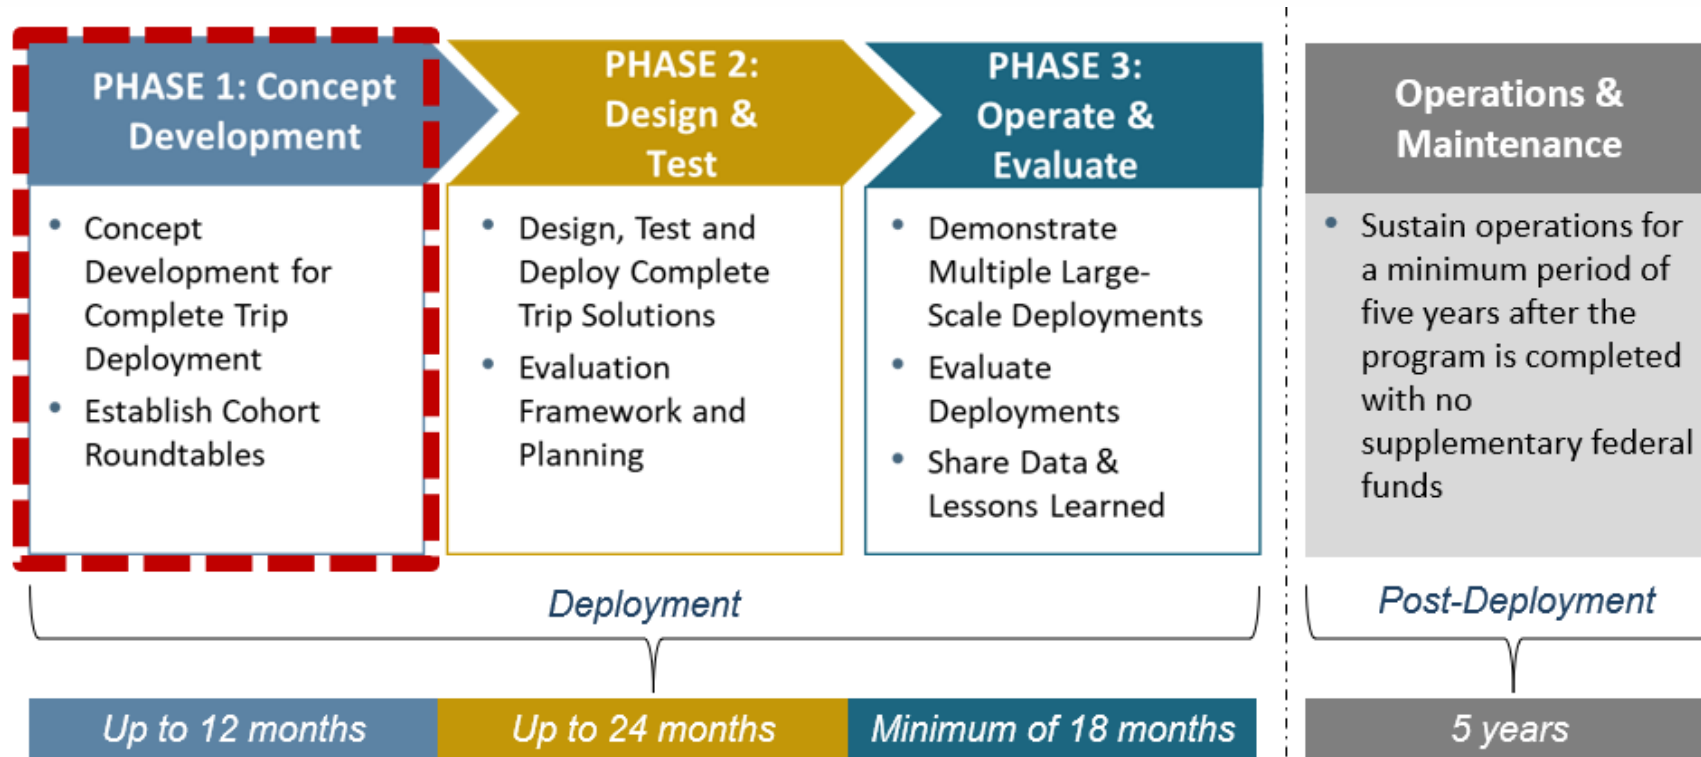 PHASE 1: Concept
Development
PHASE 2:
Design &
Test
PHASE 3:
Operate &
Evaluate
Operations &
Maintenance
• Concept
Development for
Complete Trip
Deployment
• Establish Cohort
Roundtables
• Design, Test and
Deploy Complete
Trip Solutions
• Evaluation
Framework and
Planning
• Demonstrate
Multiple Large-
Scale Deployments
• Evaluate
Deployments
• Share Data &
Lessons Learned
• Sustain operations for
a minimum period of
five years after the
program is completed
with no
supplementary federal
funds
Deployment
Post-Deployment
Up to 12 months
Up to 24 months
Minimum of 18 months
5 years